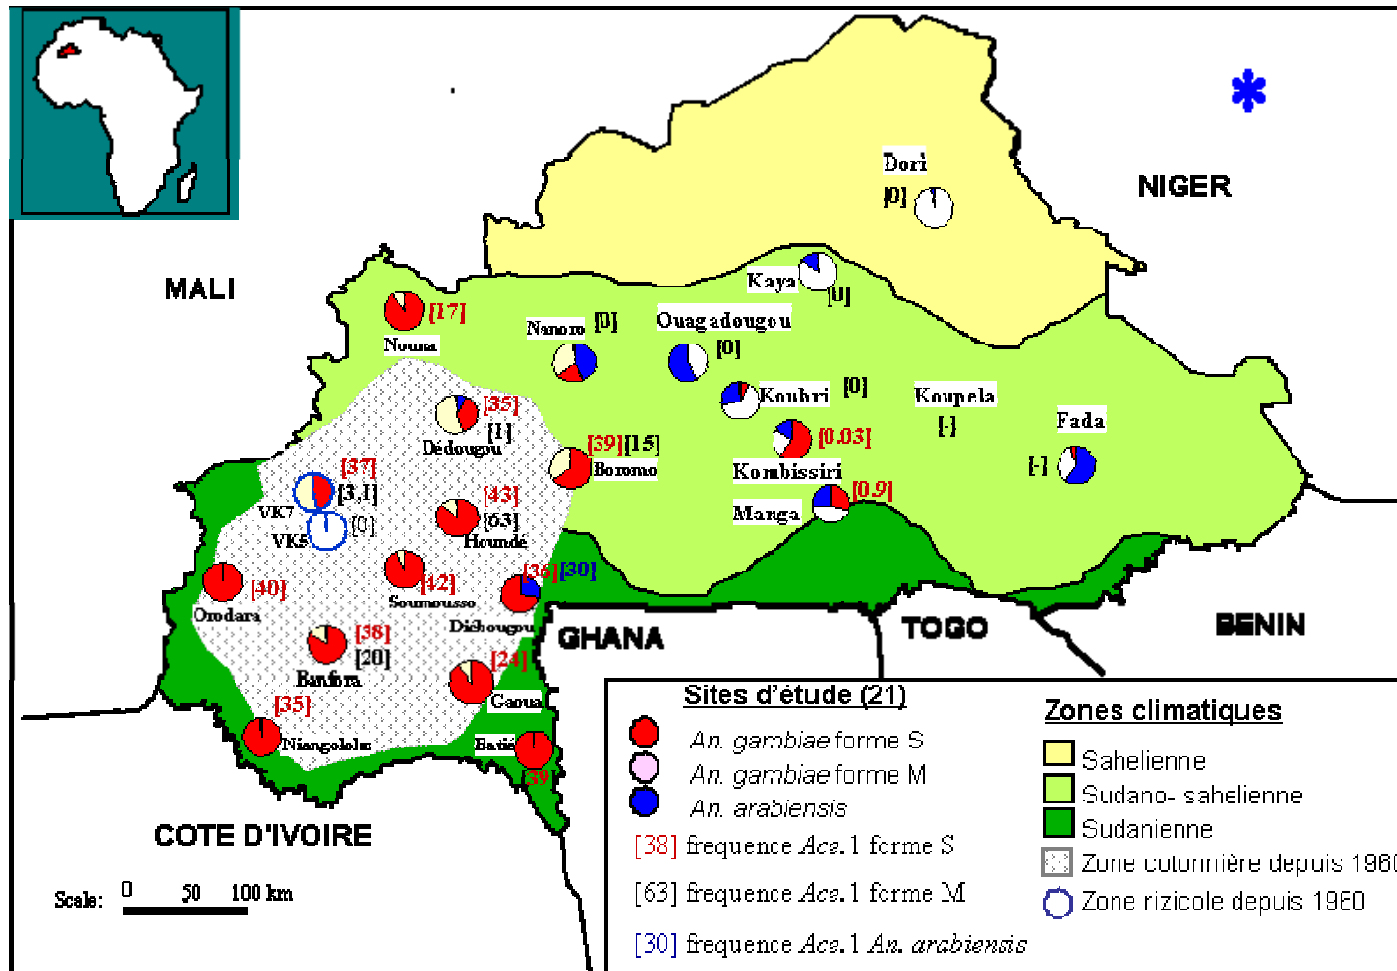 Dori
[0]
NIGER
MALI
Kaya
[0]
[17]
Nouna
Nanoro [0]
Ouagadougou
[0]
Koubri [0]
Koupela
[-]
Fada
[-]
[35]
[1]
Dédougou
[39] [15]
Boromo
[0.03]
Kombissiri
[0.9]
Manga
[37]
[3,1]
VK7
[0]
VK5
[43]
[63]
Houndé
[42]
Soumousso
[36] [30]
Diébougou
[40]
Orodara
[38]
[20]
Banfora
[24]
Gaoua
[35]
Niangoloko
Batié
[39]
GHANA
TOGO
BENIN
COTE D'IVOIRE
Scale: 0 50 100 km
Sites d'étude (21)
An. gambiae forme S
An. gambiae forme M
An. arabiensis
[38] frequence Ace.1 forme S
[63] frequence Ace.1 forme M
[30] frequence Ace.1 An. arabiensis
Zones climatiques
Sahelienne
Sudano- sahelienne
Sudanienne
Zone cotonnière depuis 1960
Zone rizicole depuis 1960